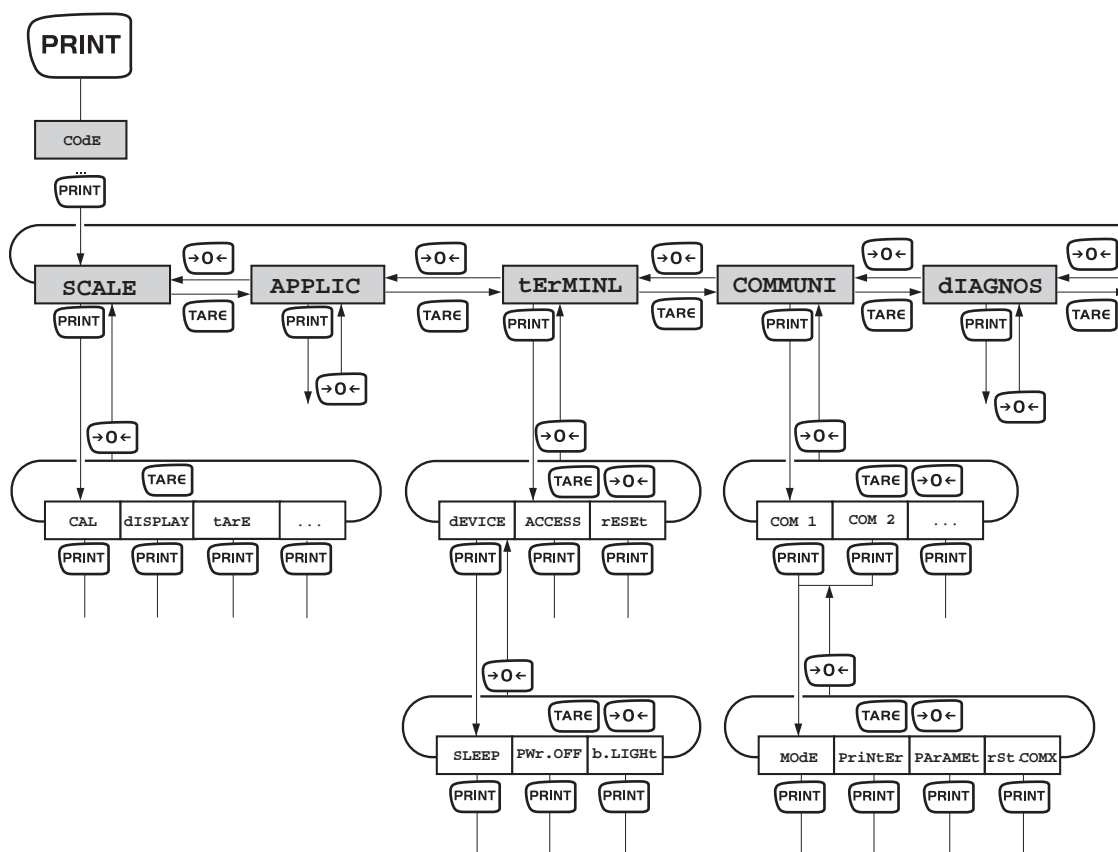 PRINT
COdE
...
PRINT
→0← →0← →0← →0← →0←
SCALE APPLIC tErMINL COMMUNI dIAGNOS
PRINT TARE PRINT TARE PRINT TARE PRINT TARE PRINT TARE
→0← →0←
→0← →0← →0←
TARE TARE →0← TARE →0←
CAL dISPLAY tArE ... dEVICE ACCESS rESEt COM 1 COM 2 ...
PRINT PRINT PRINT PRINT PRINT PRINT PRINT PRINT PRINT PRINT
→0← →0←
TARE →0← TARE →0←
SLEEP PWr.OFF b.LIGHt MOdE PriNtEr PArAMEt rSt.COMX
PRINT PRINT PRINT PRINT PRINT PRINT PRINT